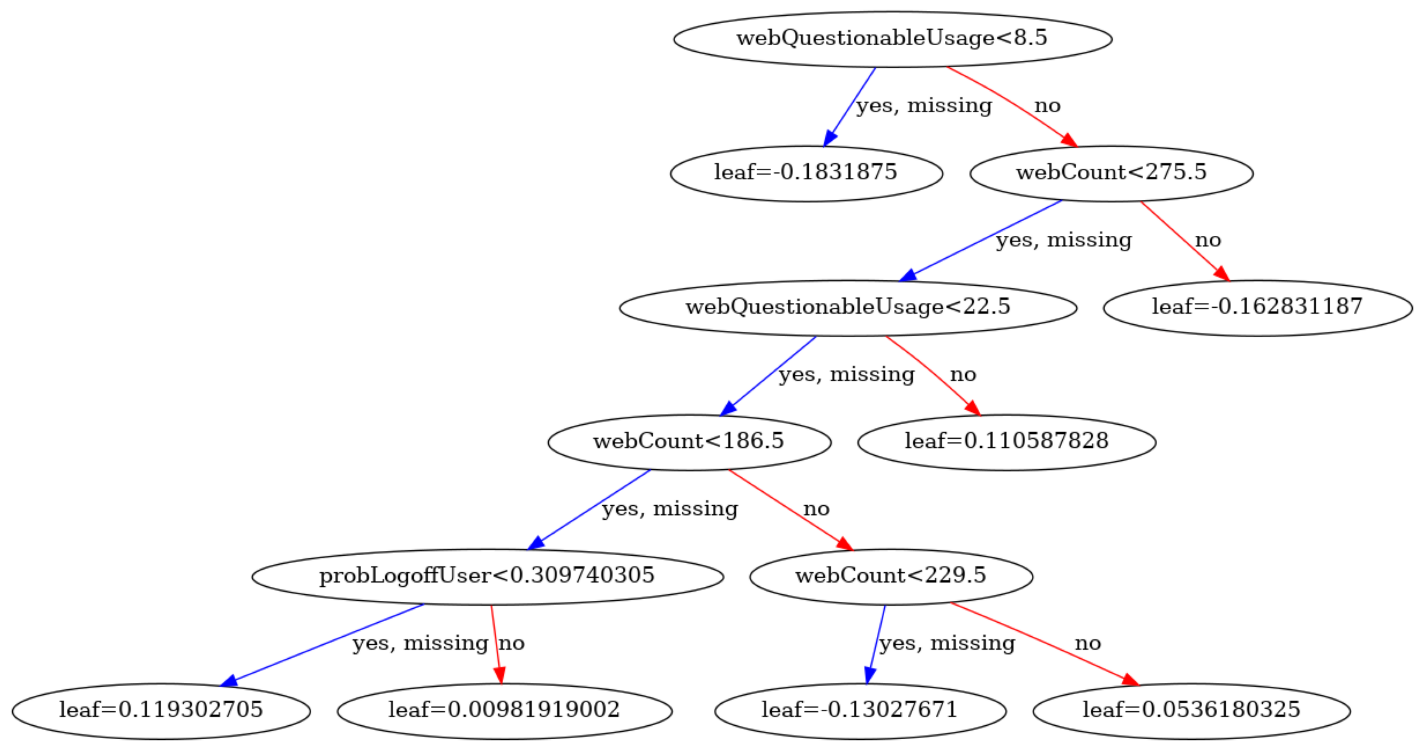 webQuestionableUsage<8.5
yes, missing
no
leaf=-0.1831875
webCount<275.5
yes, missing
no
webQuestionableUsage<22.5
leaf=-0.162831187
yes, missing
no
webCount<186.5
leaf=0.110587828
yes, missing
no
probLogoffUser<0.309740305
webCount<229.5
yes, missing
no
yes, missing
no
leaf=0.119302705
leaf=0.00981919002
leaf=-0.13027671
leaf=0.0536180325